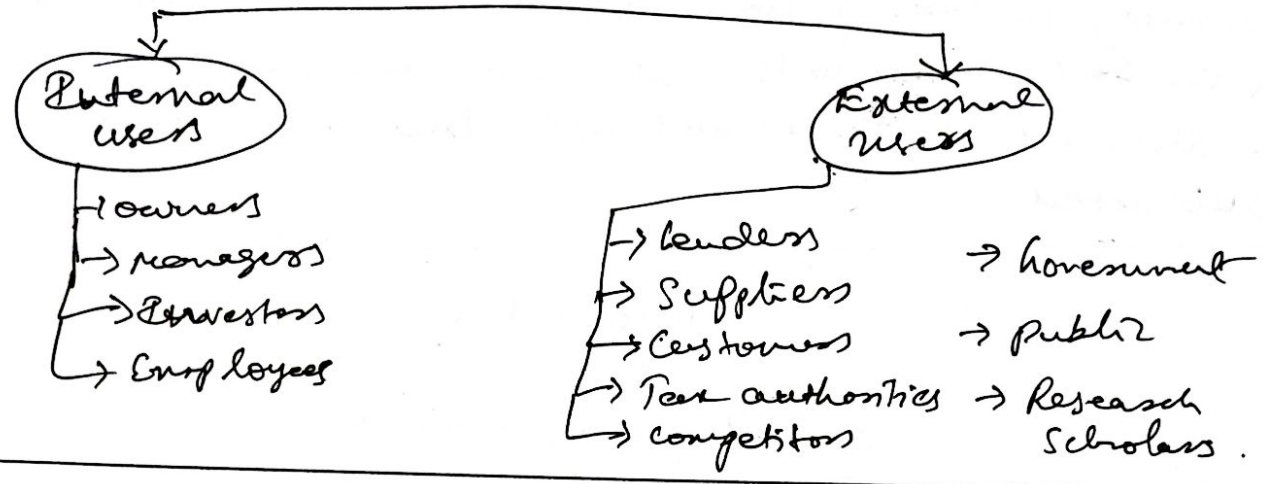 Internal
users
External
users
owners
→ managers
→ Investors
→ Employees
→ lenders
→ Suppliers
→ Customers
→ Tax authorities
→ competitors
→ Government
→ public
→ Research
Scholars.